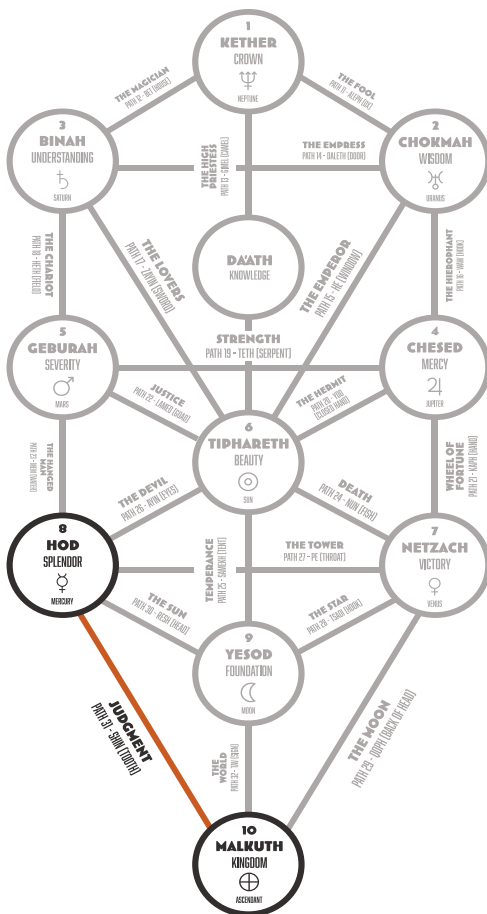 1
KETHER
CROWN
NEPTUNE
THE MAGICIAN
PATH 12 - BET (HOUSE)
THE FOOL
PATH 11 - ALEPH (OX)
3
BINAH
UNDERSTANDING
SATURN
THE HIGH
PRIESTESS
PATH 13 - GIMEL (CAMEL)
THE EMPRESS
PATH 14 - DALETH (DOOR)
2
CHOKMAH
WISDOM
URANUS
THE CHARIOT
PATH 18 - HETH (FIELD)
THE LOVERS
PATH 17 - ZAYIN (SWORD)
DA'ATH
KNOWLEDGE
THE EMPEROR
PATH 15 - HE (WINDOW)
THE HIEROPHANT
PATH 16 - VAV (HOOK)
5
GEBURAH
SEVERITY
MARS
STRENGTH
PATH 19 - TETH (SERPENT)
4
CHESED
MERCY
JUPITER
JUSTICE
PATH 22 - LAMED (GOAD)
THE HERMIT
PATH 20 - YOD
(CLOSED HAND)
6
TIPHARETH
BEAUTY
SUN
THE HANGED
MAN
PATH 23 - MEM (WATER)
WHEEL OF
FORTUNE
PATH 21 - KAPH (HAND)
THE DEVIL
PATH 26 - AYIN (EYES)
DEATH
PATH 24 - NUN (FISH)
8
HOD
SPLENDOR
MERCURY
TEMPERANCE
PATH 25 - SAMEKH (TENT)
THE TOWER
PATH 27 - PE (THROAT)
7
NETZACH
VICTORY
VENUS
THE SUN
PATH 30 - RESH (HEAD)
THE STAR
PATH 28 - TSADI (HOOK)
9
YESOD
FOUNDATION
MOON
JUDGMENT
PATH 31 - SHIN (TOOTH)
THE
WORLD
PATH 32 - TAV (SIGN)
THE MOON
PATH 29 - QOPH (BACK OF HEAD)
10
MALKUTH
KINGDOM
ASCENDANT